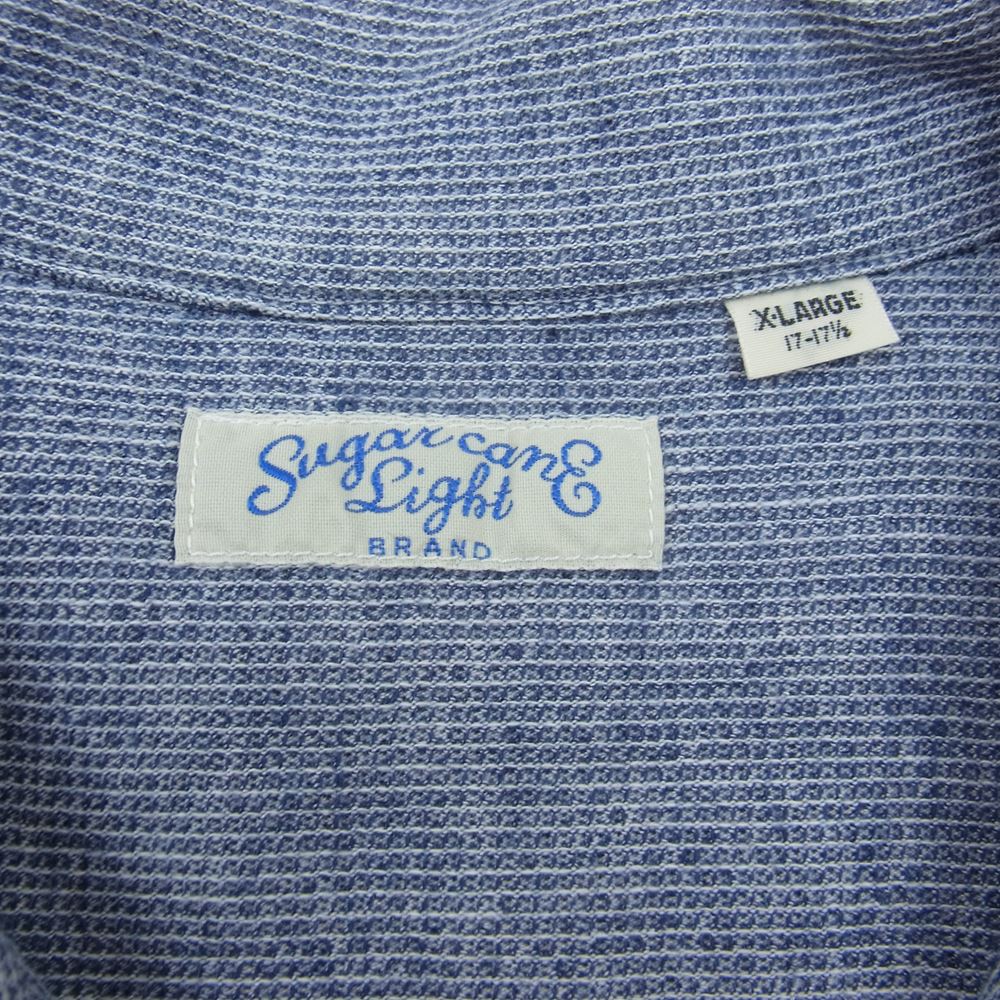 X-LARGE
17-17½
Sugar canE
Light
BRAND